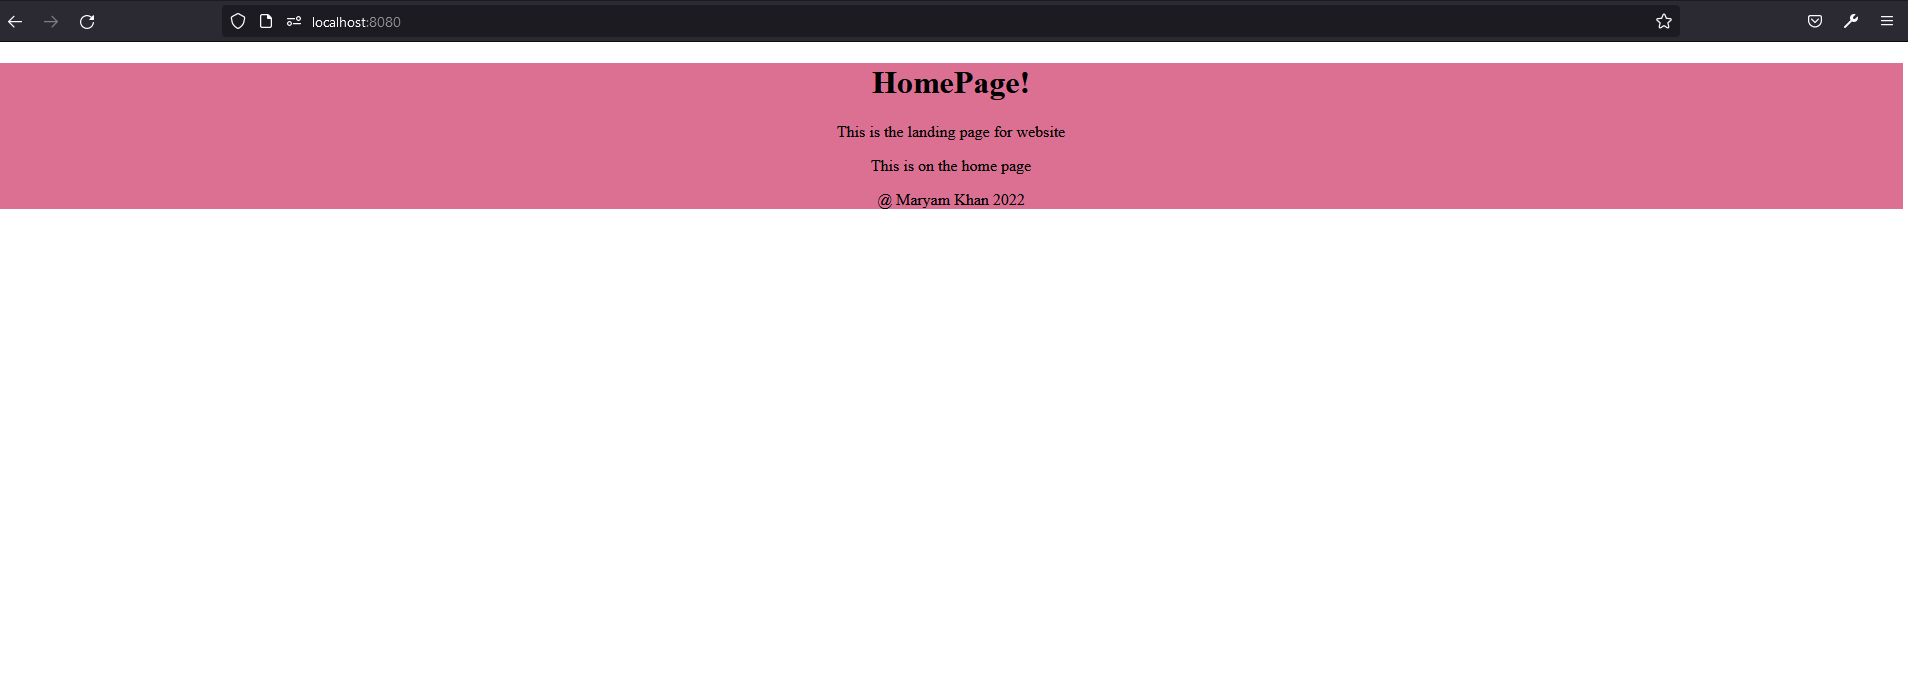 localhost:8080
HomePage!
This is the landing page for website
This is on the home page
@ Maryam Khan 2022